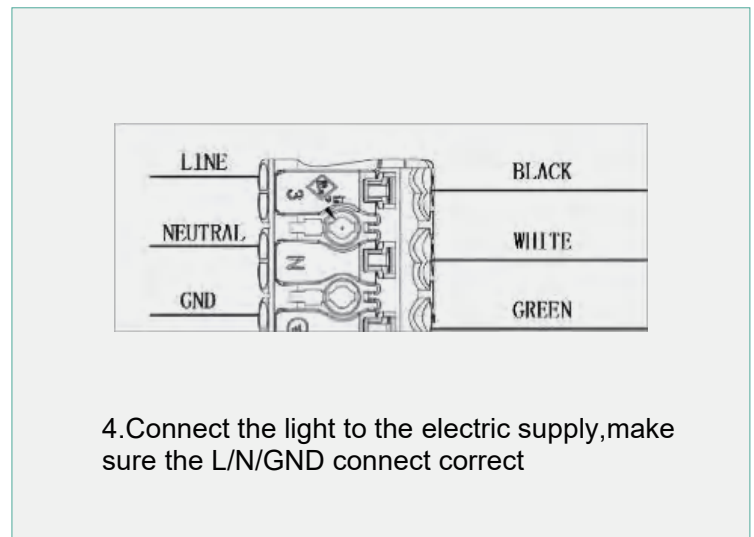 LINE
BLACK
3
NEUTRAL
WHITE
N
GND
GREEN
4.Connect the light to the electric supply,make
sure the L/N/GND connect correct